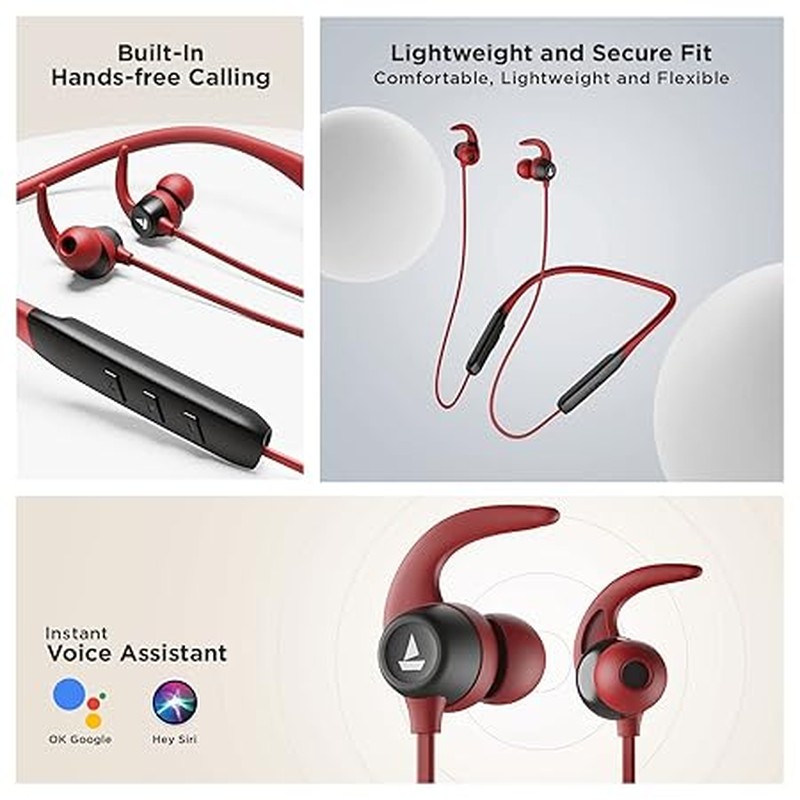 Built-In
Hands-free Calling
Lightweight and Secure Fit
Comfortable, Lightweight and Flexible
Instant
Voice Assistant
OK Google
Hey Siri